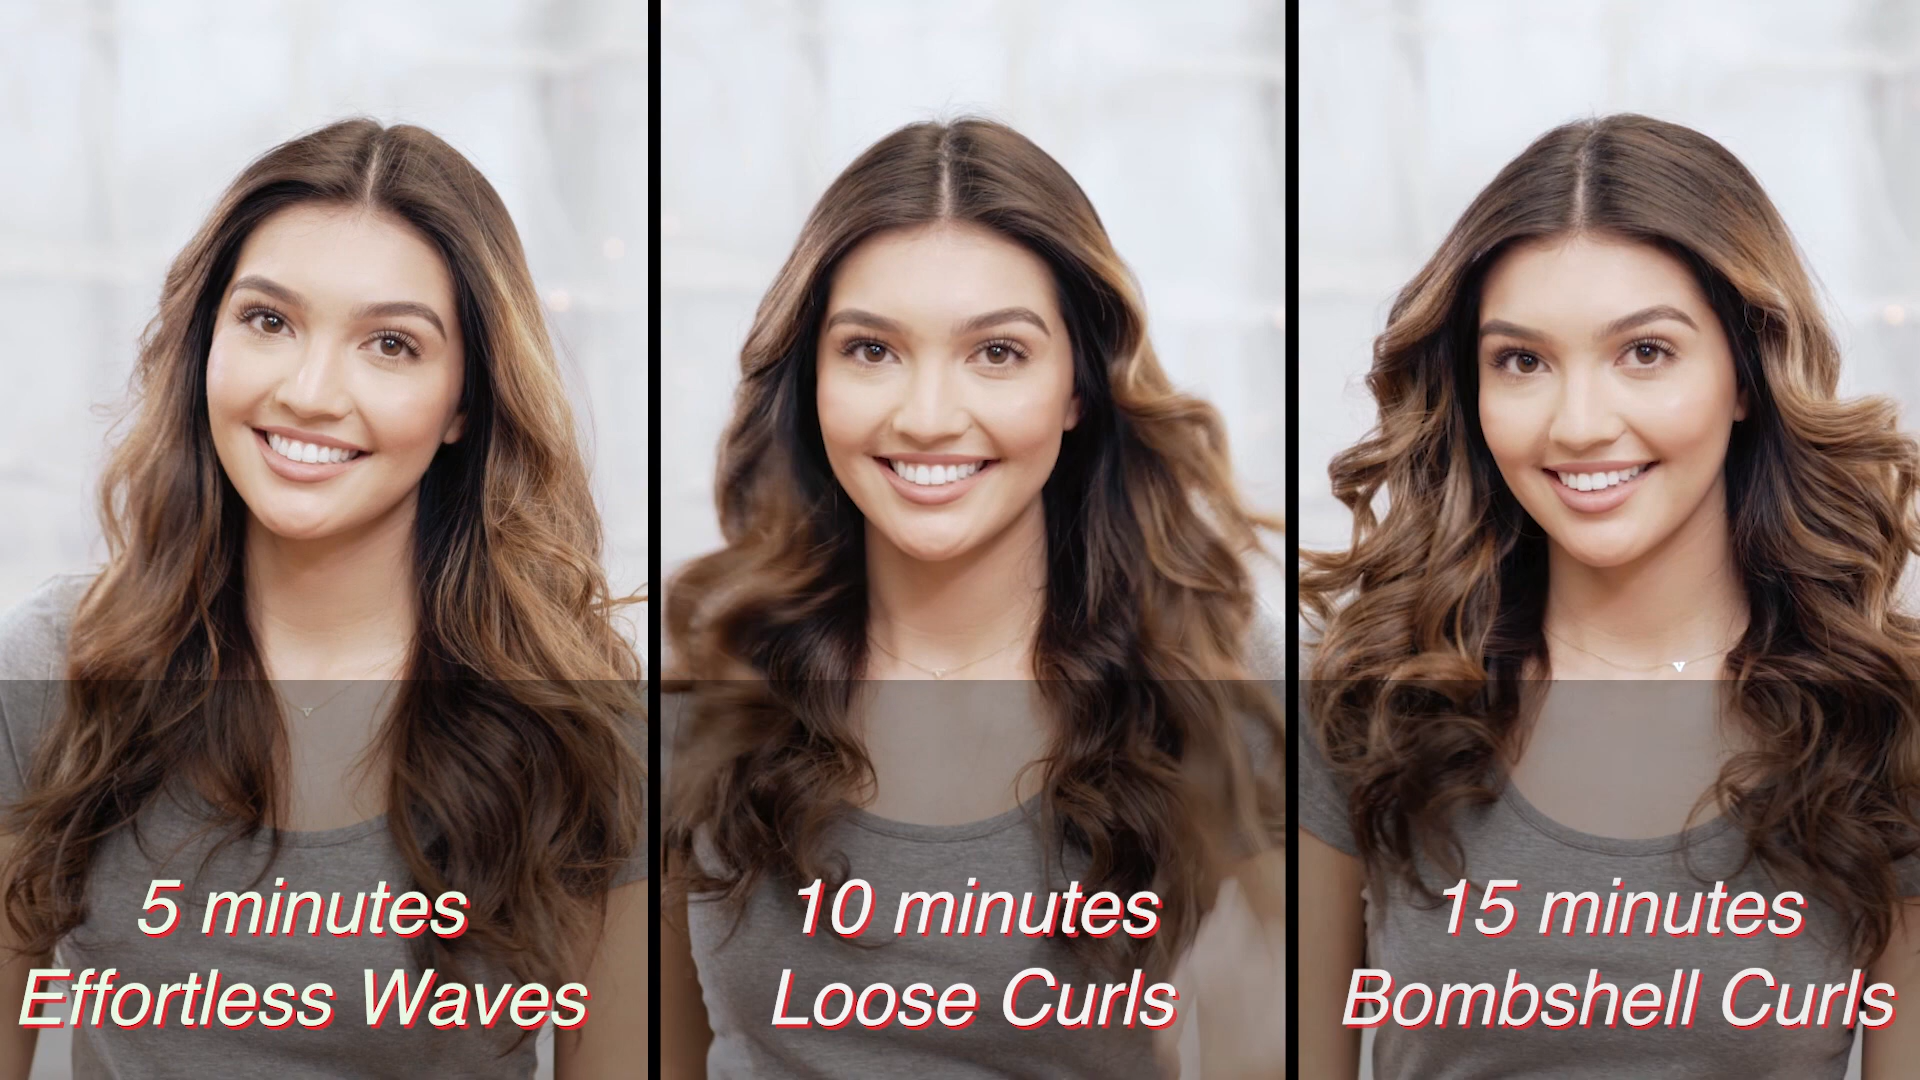 5 minutes
Effortless Waves
10 minutes
Loose Curls
15 minutes
Bombshell Curls